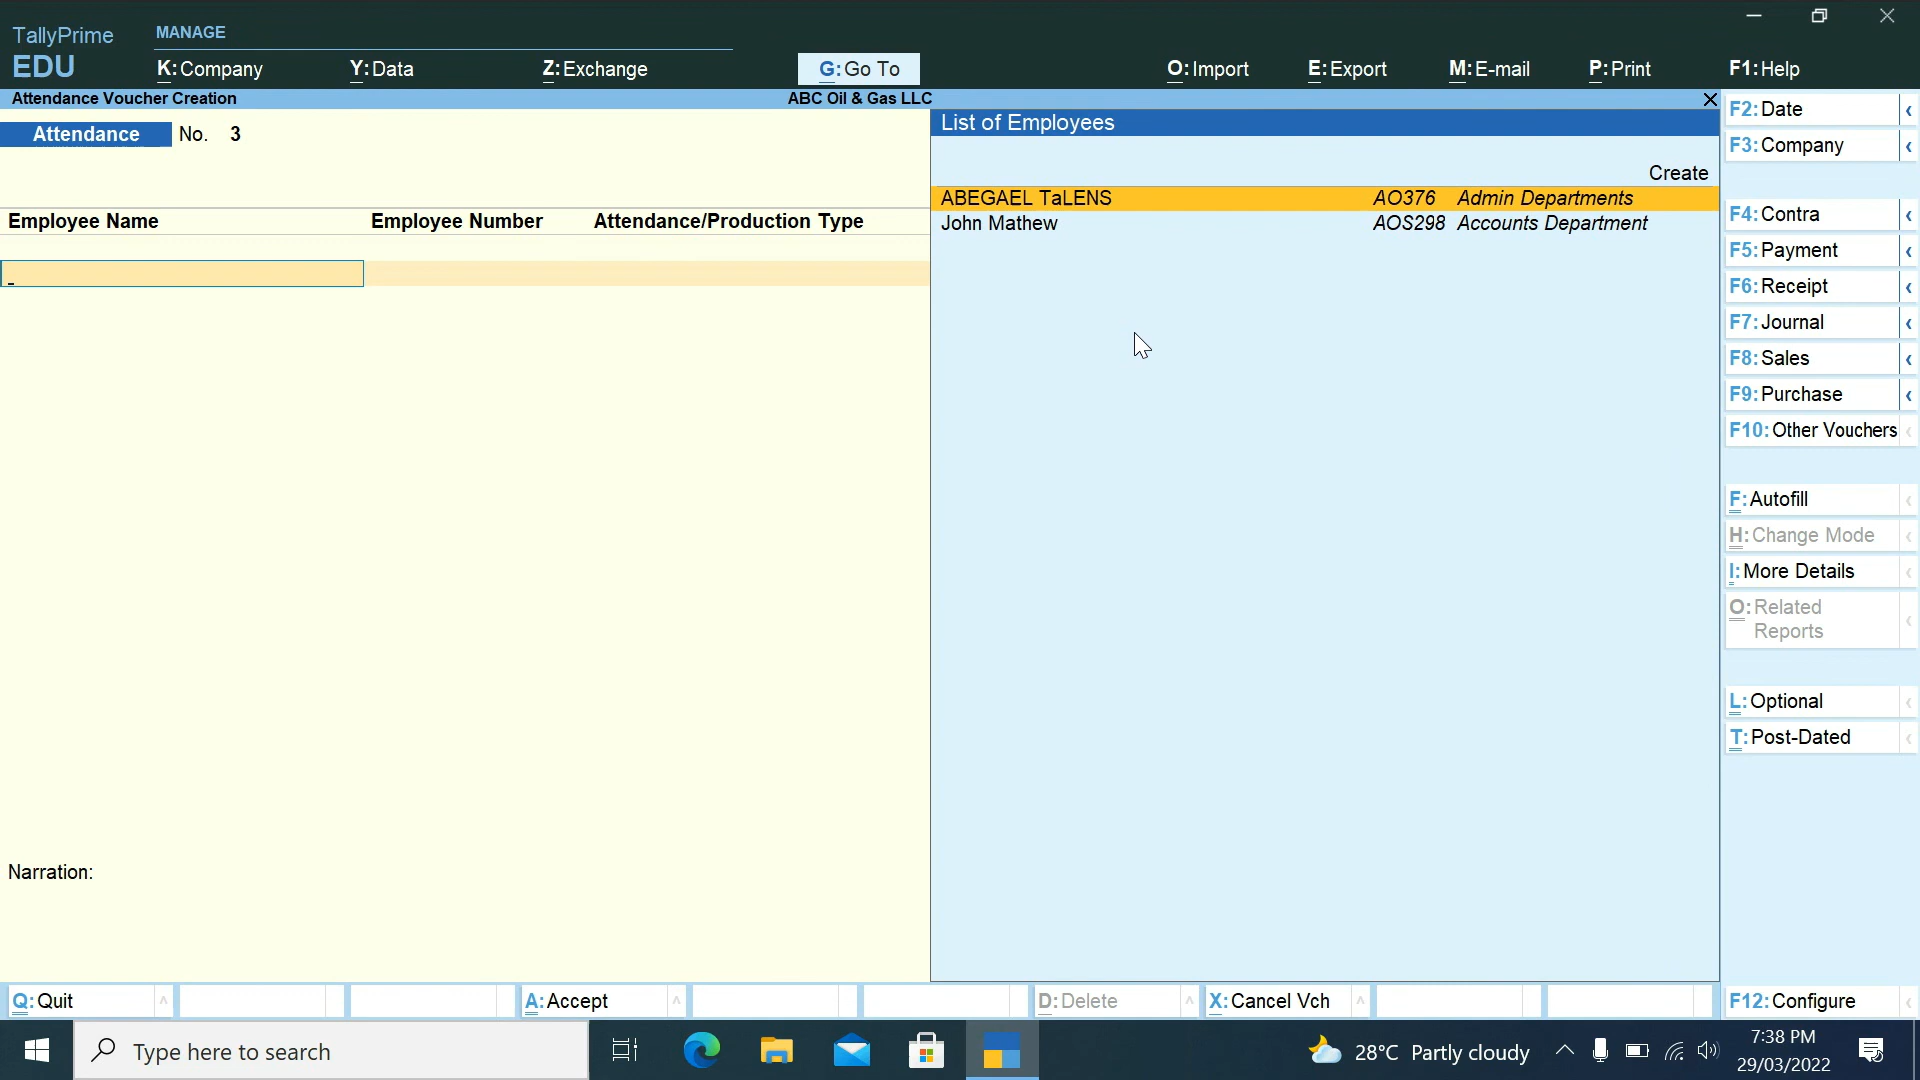 TallyPrime
EDU
MANAGE
K:Company
Y:Data
Z:Exchange
G:Go To
O:Import
E:Export
M:E-mail
P:Print
F1:Help
Attendance Voucher Creation
ABC Oil & Gas LLC
Attendance No. 3
Employee Name Employee Number Attendance/Production Type
Narration:
List of Employees
Create
ABEGAEL TaLENS AO376 Admin Departments
John Mathew AOS298 Accounts Department
F2:Date
F3:Company
F4:Contra
F5:Payment
F6:Receipt
F7:Journal
F8:Sales
F9:Purchase
F10:Other Vouchers
F:Autofill
H:Change Mode
I:More Details
O:Related
Reports
L:Optional
T:Post-Dated
Q:Quit
A:Accept
D:Delete
X:Cancel Vch
F12:Configure
Type here to search
28°C Partly cloudy
7:38 PM
29/03/2022